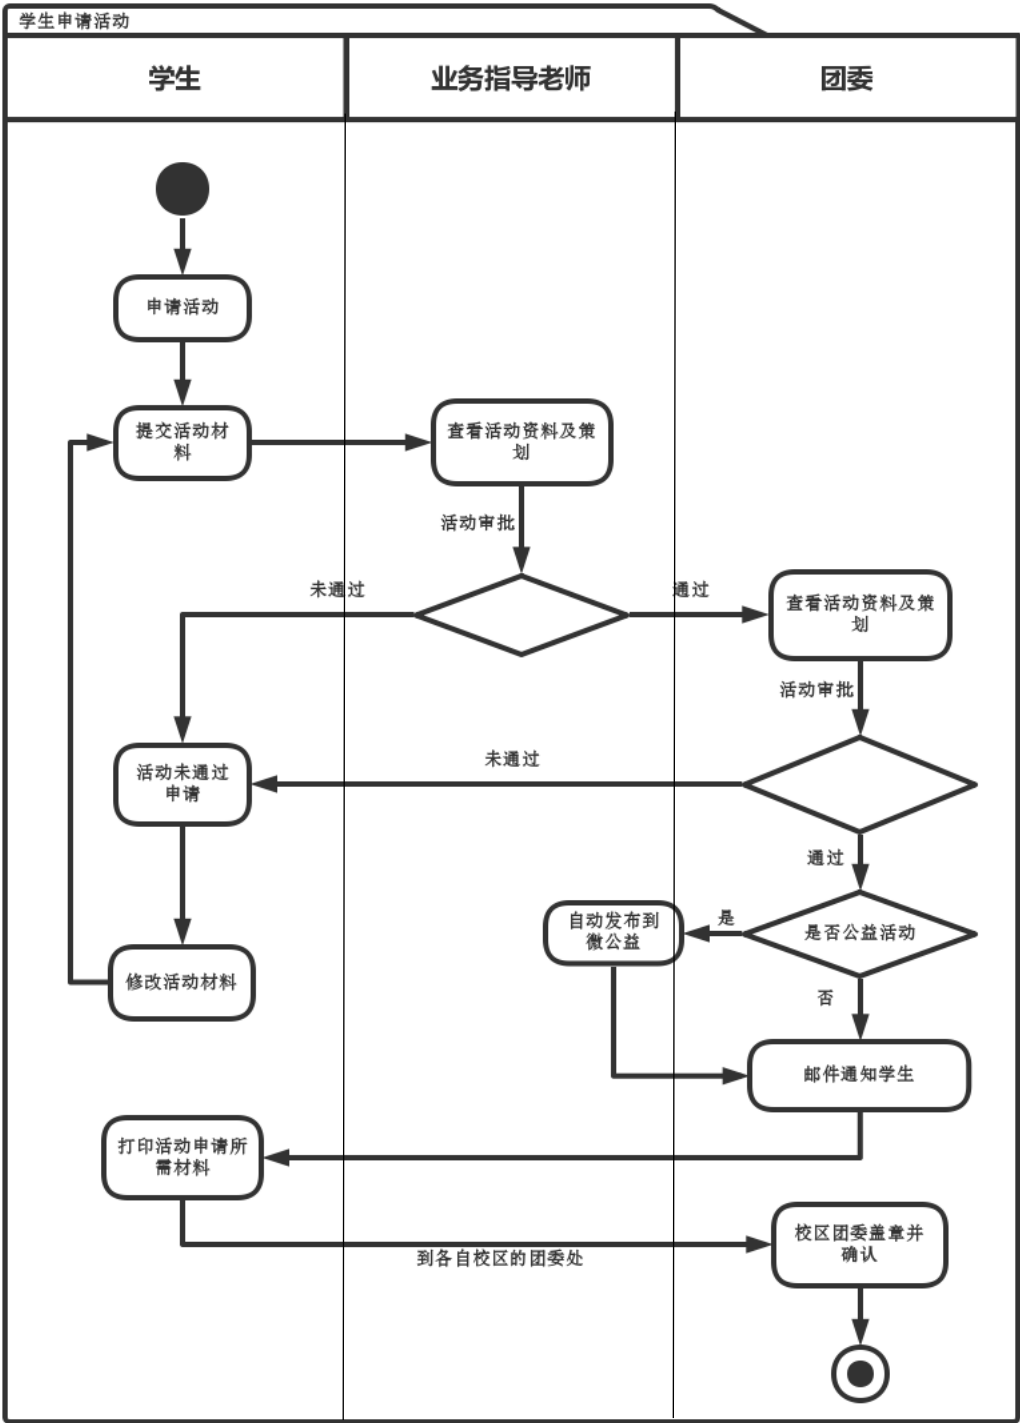 学生申请活动
学生
业务指导老师
团委
申请活动
提交活动材
料
查看活动资料及策
划
活动审批
未通过
通过
查看活动资料及策
划
活动审批
活动未通过
申请
未通过
通过
自动发布到
微公益
是
是否公益活动
否
修改活动材料
邮件通知学生
打印活动申请所
需材料
到各自校区的团委处
校区团委盖章并
确认